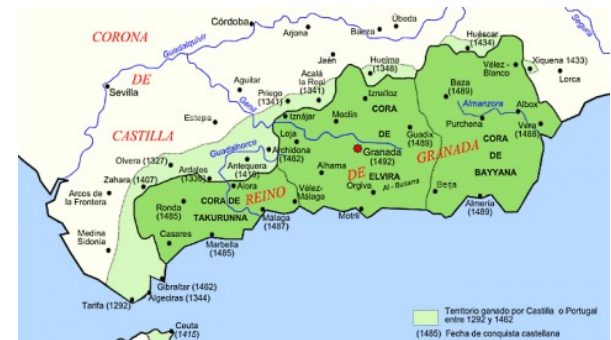 CORONA
DE
CASTILLA
Guadalquivir
Córdoba
Arjona
Baeza
Úbeda
Segura
Jaén
Huelma
(1348)
Huéscar
(1434)
Vélez-
Blanco
Xiquena 1433)
Lorca
Sevilla
Aguilar
Acalá
la Real
(1341)
Priego
(1341)
Genil
Estepa
Iznájar
Iznalloz
Moclín
CORA
DE
ELVIRA
Baza
(1489)
Almanzora
Albox
Purchena
Vera
(1488)
Guadix
(1489)
CORA
DE
BAYYANA
Loja
Archidona
(1462)
Granada
(1492)
REINO
DE
GRANADA
Guadalhorce
Olvera (1327)
Antequera
(1410)
Alhama
Zahara (1407)
Ardales
Álora
Órgiva
Al - Busarra
Berja
Arcos de
la Frontera
Ronda
(1485)
CORA DE
TAKURUNNA
Vélez-
Málaga
Málaga
(1487)
Motril
Almería
(1489)
Medina
Sidonia
Casares
Marbella
(1485)
Gibraltar (1462)
Algeciras (1344)
Tarifa (1292)
Ceuta
(1415)
Territorio ganado por Castilla o Portugal
entre 1292 y 1462
(1485) Fecha de conquista castellana